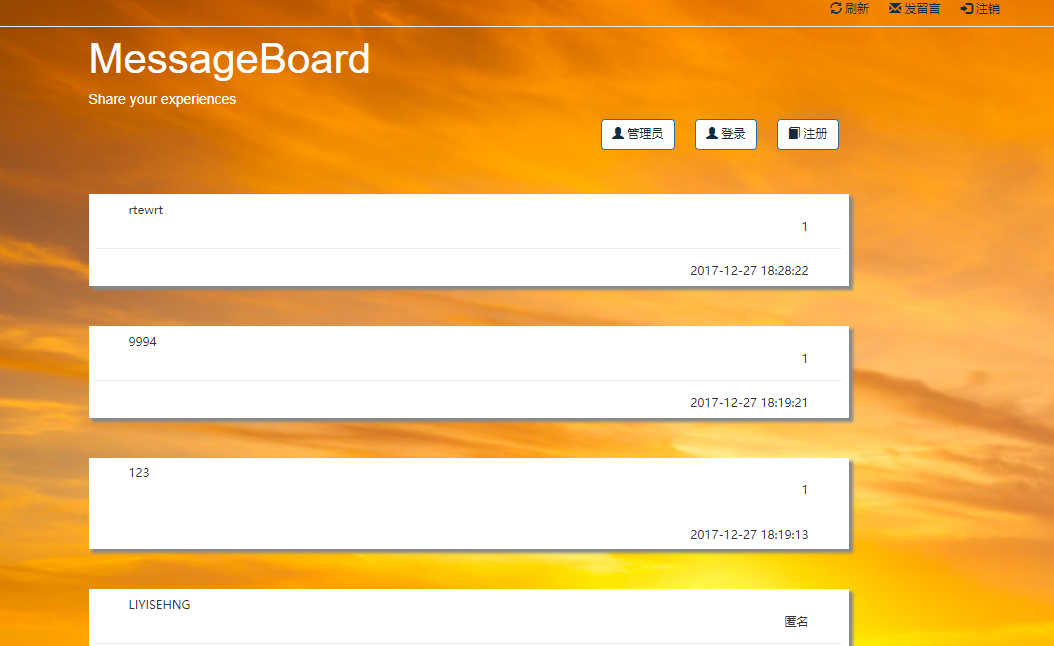 刷新 发留言 注销
MessageBoard
Share your experiences
管理员 登录 注册
rtewrt
1
2017-12-27 18:28:22
9994
1
2017-12-27 18:19:21
123
1
2017-12-27 18:19:13
LIYISEHNG
匿名